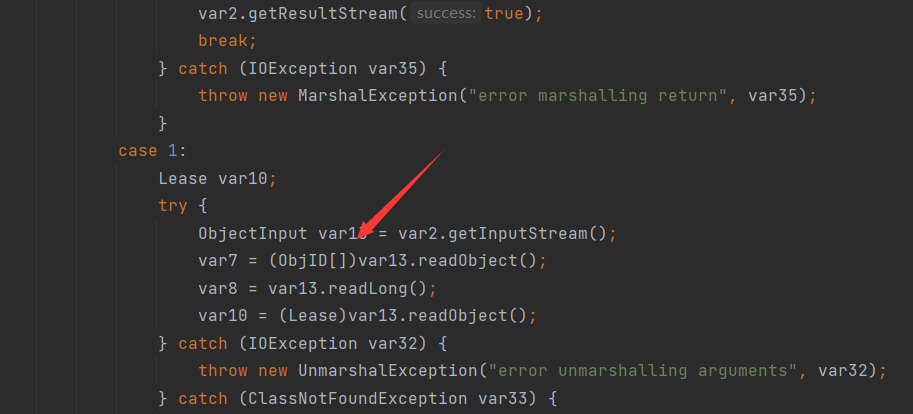 var2.getResultStream( success: true);
break;
} catch (IOException var35) {
throw new MarshalException("error marshalling return", var35);
}
case 1:
Lease var10;
try {
ObjectInput var13 = var2.getInputStream();
var7 = (ObjID[])var13.readObject();
var8 = var13.readLong();
var10 = (Lease)var13.readObject();
} catch (IOException var32) {
throw new UnmarshalException("error unmarshalling arguments", var32);
} catch (ClassNotFoundException var33) {